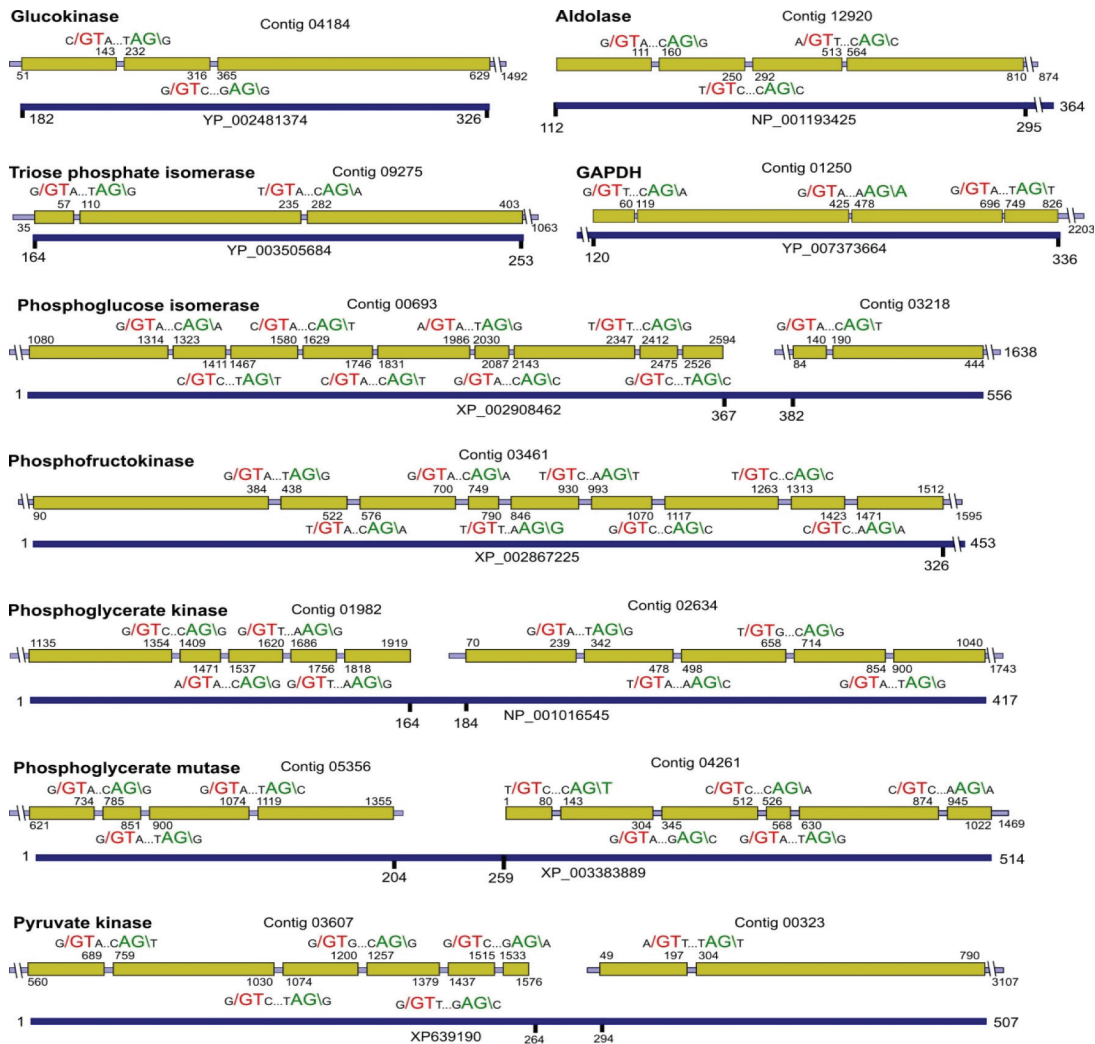 Glucokinase
Contig 04184
C/GTA...TAG\G
143 232
51 316 365 629 1492
G/GTC...GAG\G
182 YP_002481374 326
Aldolase
Contig 12920
G/GTA...CAG\G A/GTT...CAG\C
111 160 513 564
250 292 810 874
T/GTC...CAG\C
364
112 NP_001193425 295
Triose phosphate isomerase
Contig 09275
G/GTA...TAG\G T/GTA...CAG\A
57 110 235 282 403
35 1063
164 YP_003505684 253
GAPDH
Contig 01250
G/GTT...CAG\A G/GTA...AAG\A G/GTA...TAG\T
60 119 425 478 696 749 826
2203
120 YP_007373664 336
Phosphoglucose isomerase
Contig 00693 Contig 03218
G/GTA...CAG\A C/GTA...CAG\T A/GTA...TAG\G T/GTT...CAG\G G/GTA...CAG\T
1080 1314 1323 1580 1629 1986 2030 2347 2412 2594 140 190
1638
1411 1467 1746 1831 2087 2143 2475 2526 84 444
C/GTC...TAG\T C/GTA...CAG\T G/GTA...CAG\G G/GTC...TAG\C
1 XP_002908462 367 382 556
Phosphofructokinase
Contig 03461
G/GTA...TAG\G G/GTA...CAG\A T/GTC...AAG\T T/GTC...CAG\C
384 438 700 749 930 993 1263 1313 1512
90 522 576 790 846 1070 1117 1423 1471 1595
T/GTA...CAG\A T/GTT...AAG\G G/GTC...CAG\C C/GTC...AAG\A
1 XP_002867225 326 453
Phosphoglycerate kinase
Contig 01982 Contig 02634
G/GTC...CAG\G G/GTT...AAG\G G/GTA...TAG\G T/GTG...CAG\G
1135 1354 1409 1620 1686 1919 70 239 342 658 714 1040
1471 1537 1756 1818 478 498 854 900 1743
A/GTA...CAG\G G/GTT...AAG\G T/GTA...AAG\C G/GTA...TAG\G
1 417
164 184 NP_001016545
Phosphoglycerate mutase
Contig 05356 Contig 04261
G/GTA...CAG\G G/GTA...TAG\C T/GTC...CAG\T C/GTG...CAG\A C/GTC...AAG\A
734 785 1074 1119 1355 1 80 143 512 526 874 945
621 851 900 304 345 568 630 1022 1469
G/GTA...TAG\G G/GTA...GAG\C G/GTA...TAG\G
1 514
204 259 XP_003383889
Pyruvate kinase
Contig 03607 Contig 00323
G/GTA...CAG\T G/GTG...CAG\G G/GTC...GAG\A A/GTT...TAG\T
689 759 1200 1257 1515 1533 49 197 304 790
560 1030 1074 1379 1437 1576 3107
G/GTC...TAG\G G/GTT...GAG\C
1 507
XP639190 264 294